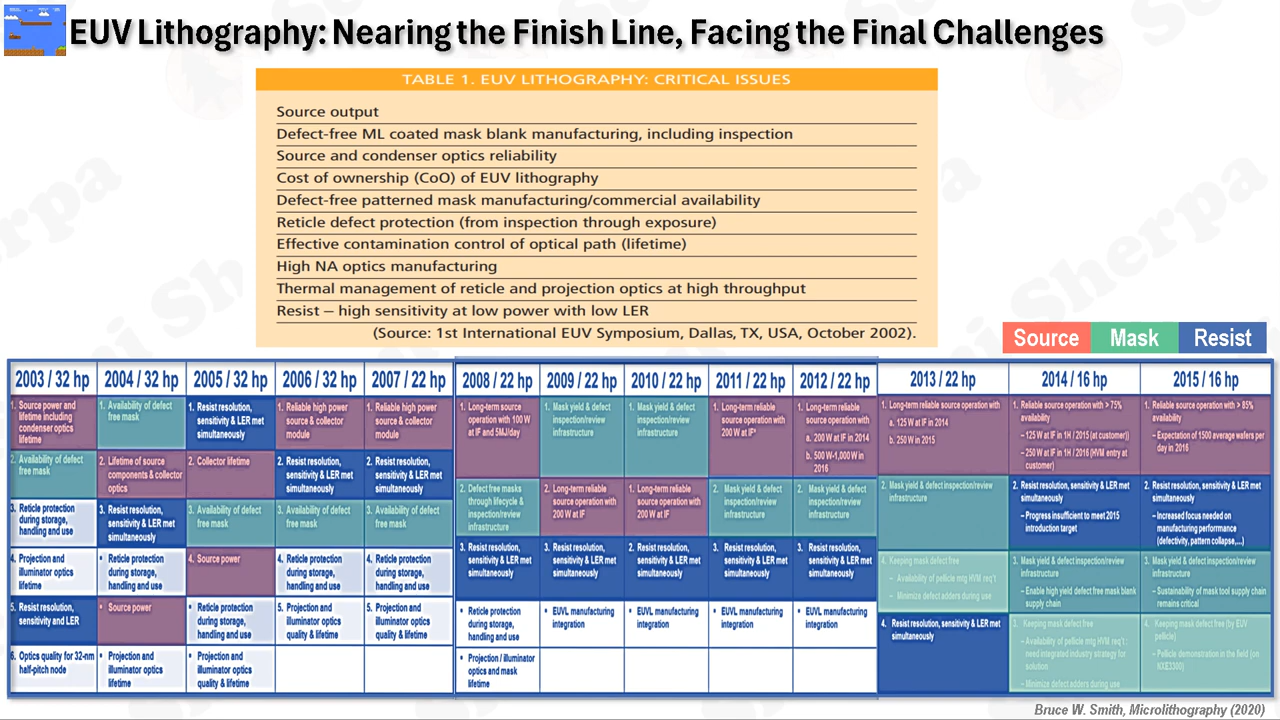 EUV Lithography: Nearing the Finish Line, Facing the Final Challenges
TABLE 1. EUV LITHOGRAPHY: CRITICAL ISSUES
Source output
Defect-free ML coated mask blank manufacturing, including inspection
Source and condenser optics reliability
Cost of ownership (CoO) of EUV lithography
Defect-free patterned mask manufacturing/commercial availability
Reticle defect protection (from inspection through exposure)
Effective contamination control of optical path (lifetime)
High NA optics manufacturing
Thermal management of reticle and projection optics at high throughput
Resist – high sensitivity at low power with low LER
(Source: 1st International EUV Symposium, Dallas, TX, USA, October 2002).
Source Mask Resist
2003 / 32 hp
1. Source power and
lifetime including
condenser optics
lifetime
2. Availability of defect
free mask
3. Reticle protection
during storage,
handling and use
4. Projection and
illuminator optics
lifetime
5. Resist resolution,
sensitivity and LER
6. Optics quality for 32-nm
half-pitch node
2004 / 32 hp
1. Availability of defect
free mask
2. Lifetime of source
components & collector
optics
3. Resist resolution,
sensitivity & LER met
simultaneously
• Reticle protection
during storage,
handling and use
• Source power
• Projection and
illuminator optics
lifetime
2005 / 32 hp
1. Resist resolution,
sensitivity & LER met
simultaneously
2. Collector lifetime
3. Availability of defect
free mask
4. Source power
• Reticle protection
during storage,
handling and use
• Projection and
illuminator optics
quality & lifetime
2006 / 32 hp
1. Reliable high power
source & collector
module
2. Resist resolution,
sensitivity & LER met
simultaneously
3. Availability of defect
free mask
4. Reticle protection
during storage,
handling and use
5. Projection and
illuminator optics
quality & lifetime
2007 / 22 hp
1. Reliable high power
source & collector
module
2. Resist resolution,
sensitivity & LER met
simultaneously
3. Availability of defect
free mask
4. Reticle protection
during storage,
handling and use
5. Projection and
illuminator optics
quality & lifetime
2008 / 22 hp
1. Long-term source
operation with 100 W
at IF and 5MJ/day
2. Defect free masks
through lifecycle &
inspection/review
infrastructure
3. Resist resolution,
sensitivity & LER met
simultaneously
• Reticle protection
during storage,
handling and use
• Projection / illuminator
optics and mask
lifetime
2009 / 22 hp
1. Mask yield & defect
inspection/review
infrastructure
2. Long-term reliable
source operation with
200 W at IF
3. Resist resolution,
sensitivity & LER met
simultaneously
• EUVL manufacturing
integration
2010 / 22 hp
1. Mask yield & defect
inspection/review
infrastructure
1. Long-term reliable
source operation with
200 W at IF
2. Resist resolution,
sensitivity & LER met
simultaneously
• EUVL manufacturing
integration
2011 / 22 hp
1. Long-term reliable
source operation with
200 W at IF*
2. Mask yield & defect
inspection/review
infrastructure
3. Resist resolution,
sensitivity & LER met
simultaneously
• EUVL manufacturing
integration
2012 / 22 hp
1. Long-term reliable
source operation with
a. 200 W at IF in 2014
b. 500 W-1,000 W in
2016
2. Mask yield & defect
inspection/review
infrastructure
3. Resist resolution,
sensitivity & LER met
simultaneously
• EUVL manufacturing
integration
2013 / 22 hp
1. Long-term reliable source operation with
a. 125 W at IF in 2014
b. 250 W in 2015
2. Mask yield & defect inspection/review
infrastructure
4. Keeping mask defect free
– Availability of pellicle mtg HVM req't
– Minimize defect adders during use
4. Resist resolution, sensitivity & LER met
simultaneously
2014 / 16 hp
1. Reliable source operation with > 75%
availability
– 125 W at IF in 1H / 2015 (at customer))
– 250 W at IF in 1H / 2016 (HVM entry at
customer)
2. Resist resolution, sensitivity & LER met
simultaneously
– Progress insufficient to meet 2015
introduction target
3. Mask yield & defect inspection/review
infrastructure
– Enable high yield defect free mask blank
supply chain
3. Keeping mask defect free
– Availability of pellicle mtg HVM req't :
need integrated industry strategy for
solution
– Minimize defect adders during use
2015 / 16 hp
1. Reliable source operation with > 85%
availability
– Expectation of 1500 average wafers per
day in 2016
2. Resist resolution, sensitivity & LER met
simultaneously
– Increased focus needed on
manufacturing performance
(defectivity, pattern collapse,...)
3. Mask yield & defect inspection/review
infrastructure
– Sustainability of mask tool supply chain
remains critical
4. Keeping mask defect free (by EUV
pellicle)
– Pellicle demonstration in the field (on
NXE3300)
Bruce W. Smith, Microlithography (2020)